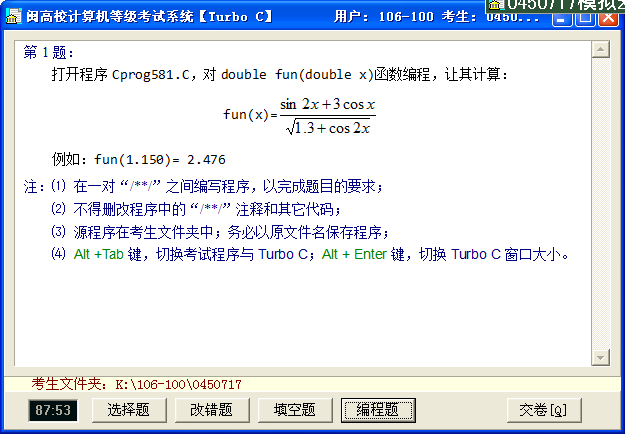 闽高校计算机等级考试系统【Turbo C】 用户: 106-100 考生: 0450...
0450717模拟
第 1 题:
打开程序 Cprog581.C，对 double fun(double x)函数编程，让其计算:
fun(x)=
sin 2x+3cos x
√1.3+cos 2x
例如: fun(1.150)= 2.476
注: ⑴ 在一对“/**/”之间编写程序，以完成题目的要求;
⑵ 不得删改程序中的“/**/”注释和其它代码;
⑶ 源程序在考生文件夹中; 务必以原文件名保存程序;
⑷ Alt +Tab 键，切换考试程序与 Turbo C; Alt + Enter 键，切换 Turbo C 窗口大小。
考生文件夹: K:\106-100\0450717
87:53 选择题 改错题 填空题 编程题 交卷[Q]